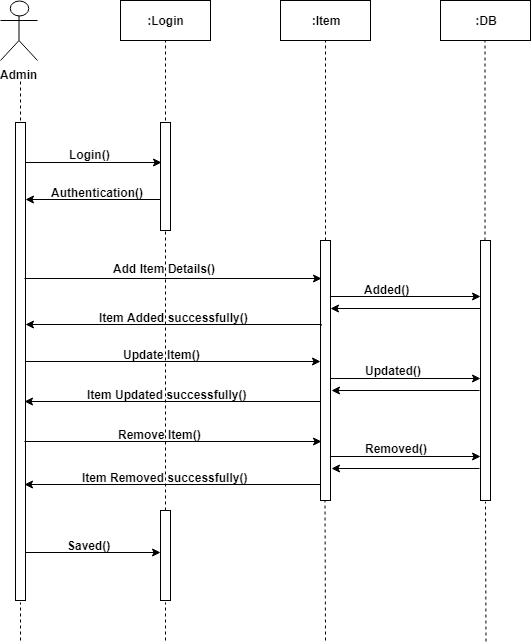 :Login
:Item
:DB
Admin
Login()
Authentication()
Add Item Details()
Added()
Item Added successfully()
Update Item()
Updated()
Item Updated successfully()
Remove Item()
Removed()
Item Removed successfully()
Saved()